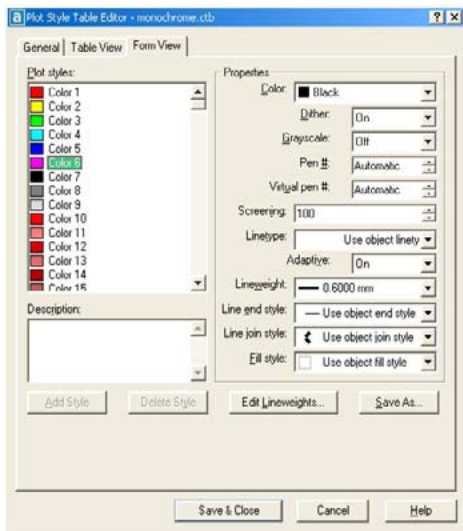 a Plot Style Table Editor - monochrome.ctb
General Table View Form View
Plot styles:
Color 1
Color 2
Color 3
Color 4
Color 5
Color 6
Color 7
Color 8
Color 9
Color 10
Color 11
Color 12
Color 13
Color 14
Color 15
Description:
Add Style
Delete Style
Properties
Color: Black
Dither: On
Grayscale: Off
Pen #: Automatic
Virtual pen #: Automatic
Screening: 100
Linetype: Use object linety
Adaptive: On
Lineweight: 0.6000 mm
Line end style: Use object end style
Line join style: Use object join style
Fill style: Use object fill style
Edit Lineweights...
Save As...
Save & Close
Cancel
Help